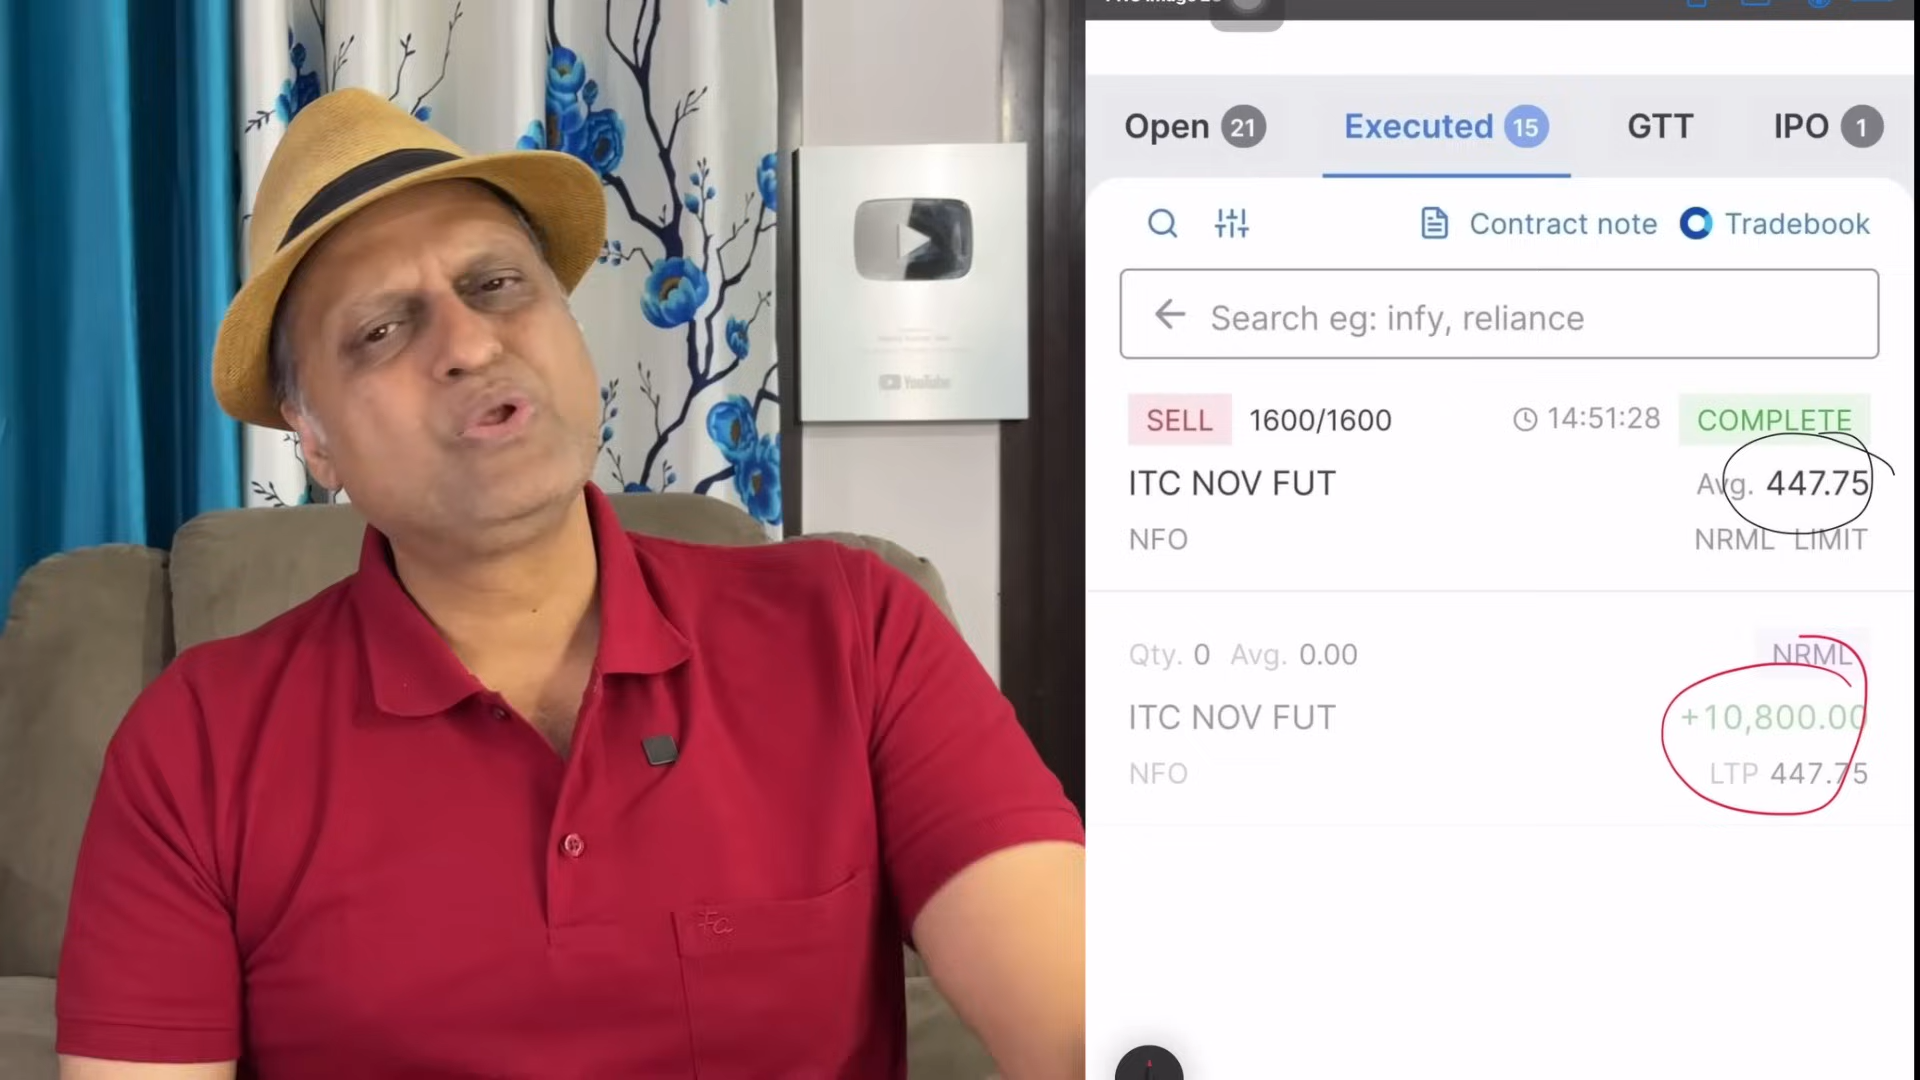 Open 21 Executed 15 GTT IPO 1
Contract note Tradebook
Search eg: infy, reliance
SELL 1600/1600 14:51:28 COMPLETE
ITC NOV FUT Avg. 447.75
NFO NRML LIMIT
Qty. 0 Avg. 0.00 NRML
ITC NOV FUT +10,800.00
NFO LTP 447.75
YouTube